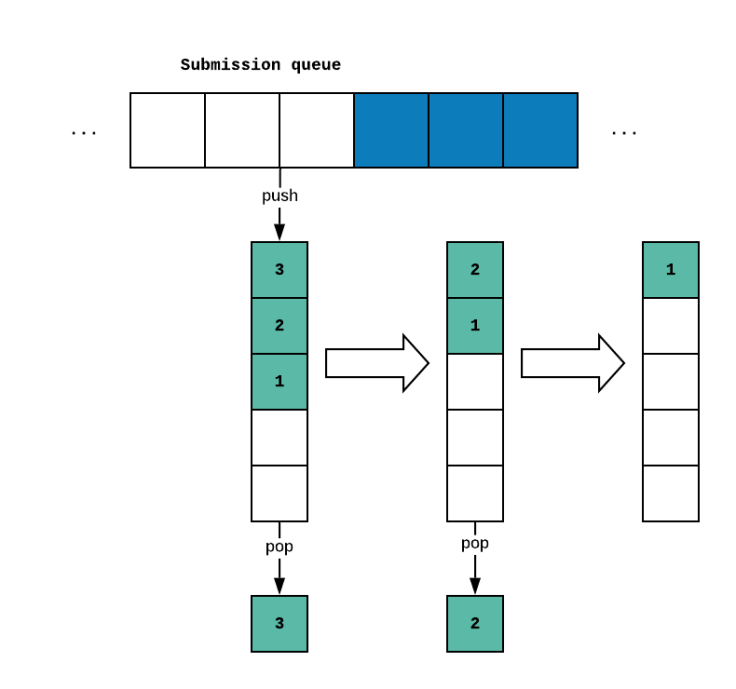 Submission queue
... ...
push
3 2 1
2 1
1
pop pop
3 2